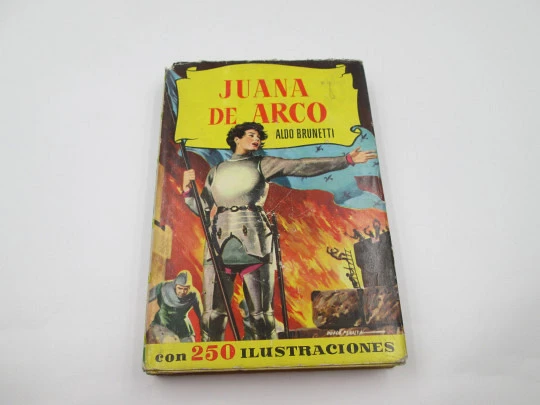 JUANA
DE ARCO
ALDO BRUNETTI
con 250 ILUSTRACIONES